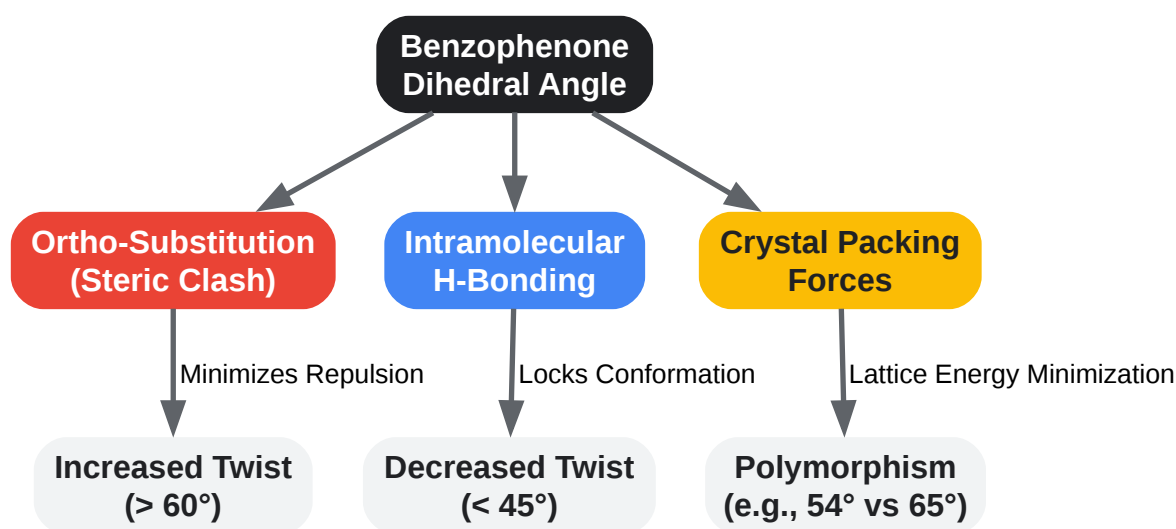 Benzophenone
Dihedral Angle
Ortho-Substitution
(Steric Clash)
Intramolecular
H-Bonding
Crystal Packing
Forces
Minimizes Repulsion
Locks Conformation
Lattice Energy Minimization
Increased Twist
(> 60°)
Decreased Twist
(< 45°)
Polymorphism
(e.g., 54° vs 65°)